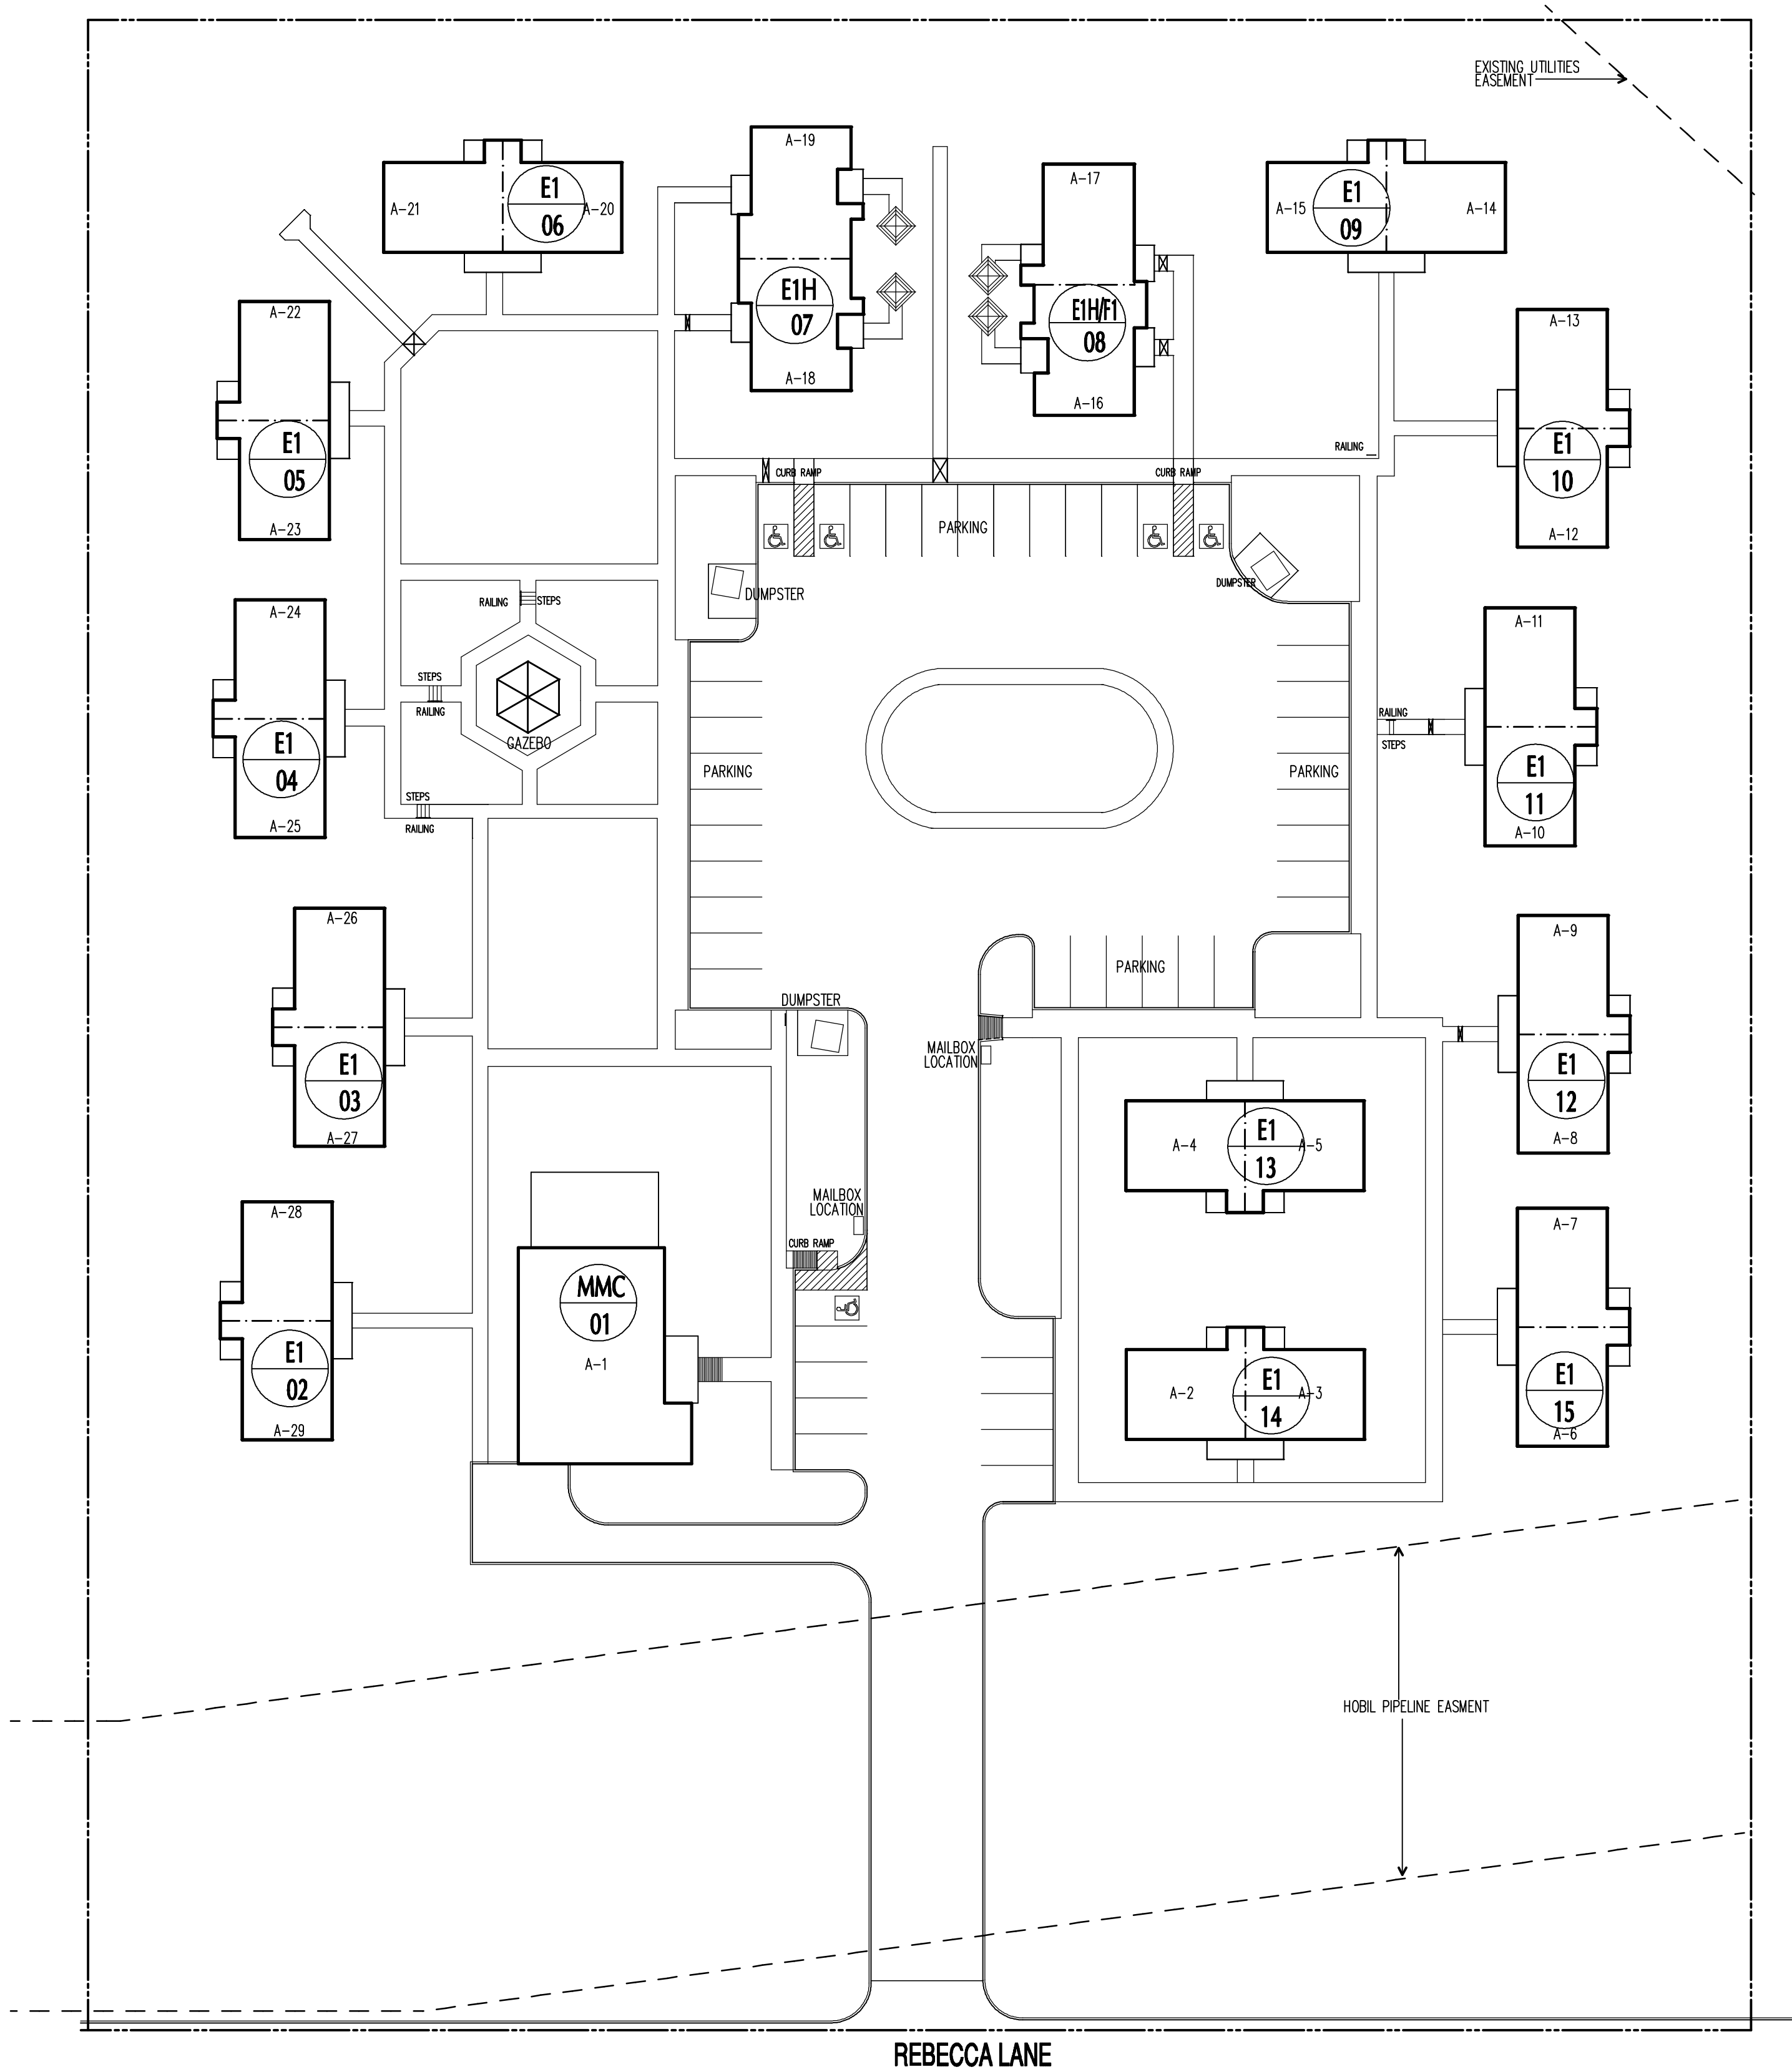 EXISTING UTILITIES
EASEMENT
A-19
A-17
A-21
E1
06
A-20
A-15
E1
09
A-14
E1H
07
E1H/F1
08
A-18
A-16
A-22
E1
05
A-23
A-13
E1
10
A-12
RAILING
CURB RAMP
CURB RAMP
PARKING
DUMPSTER
DUMPSTER
RAILING
STEPS
A-24
E1
04
A-25
STEPS
RAILING
GAZEBO
STEPS
RAILING
PARKING
PARKING
A-11
RAILING
STEPS
E1
11
A-10
A-26
E1
03
A-27
DUMPSTER
PARKING
MAILBOX
LOCATION
A-9
E1
12
A-8
A-4
E1
13
A-5
A-28
E1
02
A-29
MAILBOX
LOCATION
CURB RAMP
MMC
01
A-1
A-2
E1
14
A-3
A-7
E1
15
A-6
HOBIL PIPELINE EASMENT
REBECCA LANE